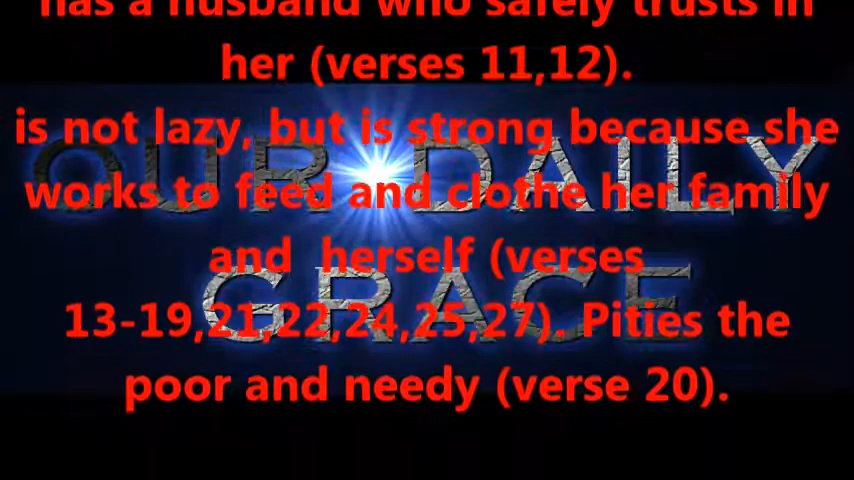 has a husband who safely trusts in
her (verses 11,12).
is not lazy, but is strong because she
works to feed and clothe her family
and  herself (verses
13-19,21,22,24,25,27). Pities the
poor and needy (verse 20).
OUR DAILY
GRACE